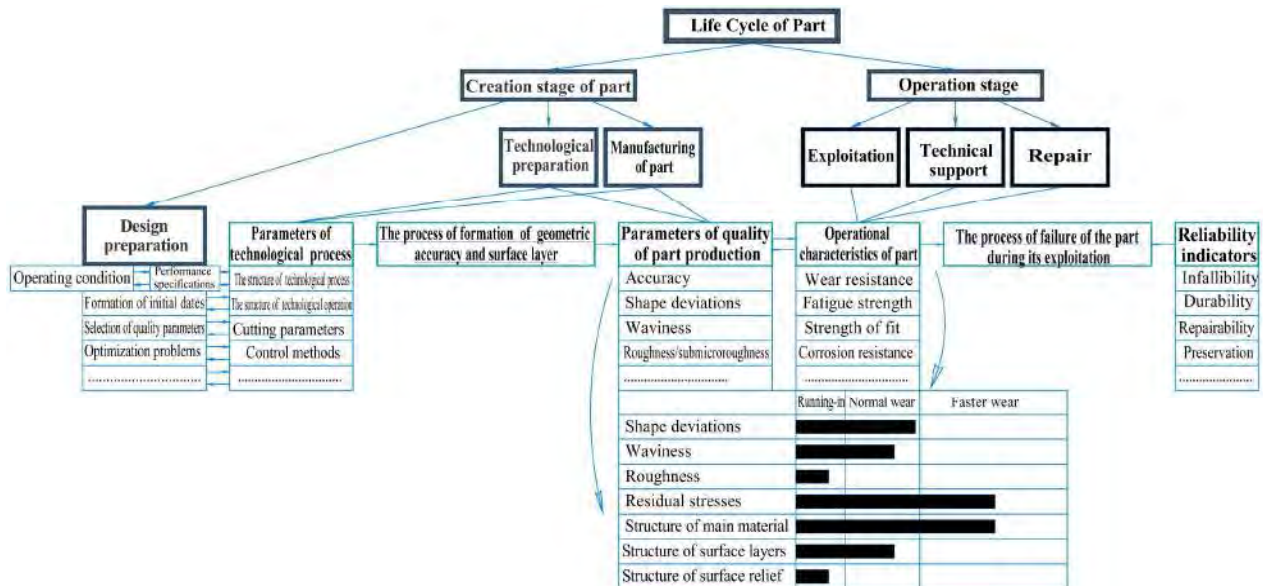 Life Cycle of Part
Creation stage of part
Operation stage
Technological
preparation
Manufacturing
of part
Exploitation
Technical
support
Repair
Design
preparation
Parameters of
technological process
The process of formation of geometric
accuracy and surface layer
Parameters of quality
of part production
Operational
characteristics of part
The process of failure of the part
during its exploitation
Reliability
indicators
Operating condition
Performance
specifications
The structure of technological process
Accuracy
Wear resistance
Infallibility
Formation of initial dates
The structure of technological operation
Shape deviations
Fatigue strength
Durability
Selection of quality parameters
Cutting parameters
Waviness
Strength of fit
Repairability
Optimization problems
Control methods
Roughness/submicroroughness
Corrosion resistance
Preservation
..............................
..........................
..........................
..........................
....................
Running-in
Normal wear
Faster wear
Shape deviations
Waviness
Roughness
Residual stresses
Structure of main material
Structure of surface layers
Structure of surface relief